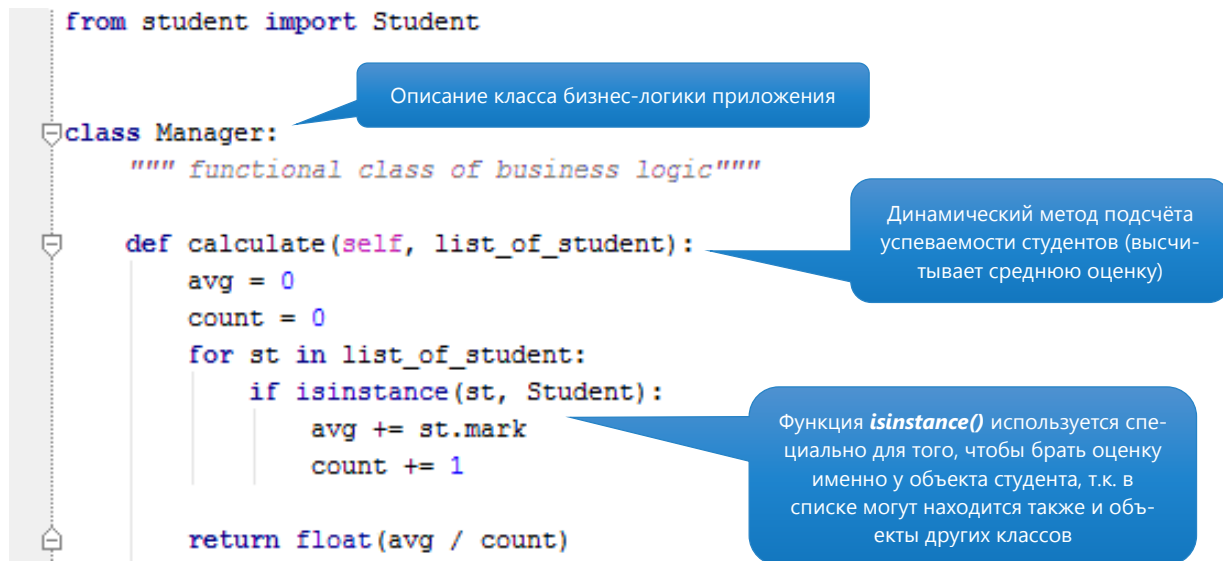 from student import Student
Описание класса бизнес-логики приложения
class Manager:
""" functional class of business logic"""
Динамический метод подсчёта
успеваемости студентов (высчи-
тывает среднюю оценку)
def calculate(self, list_of_student):
avg = 0
count = 0
for st in list_of_student:
if isinstance(st, Student):
avg += st.mark
count += 1
Функция isinstance() используется спе-
циально для того, чтобы брать оценку
именно у объекта студента, т.к. в
списке могут находится также и объ-
екты других классов
return float(avg / count)